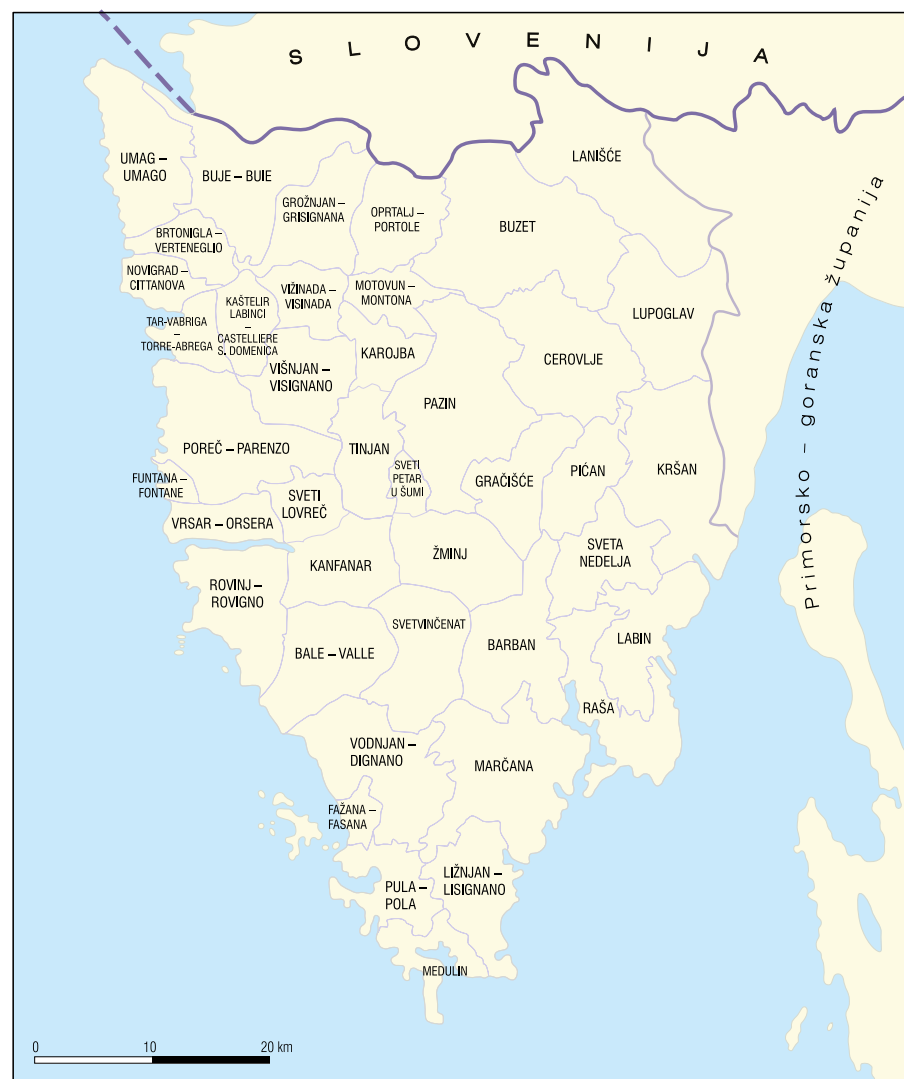 SLOVENIJA
LANIŠĆE
UMAG –
UMAGO
BUJE – BUIE
GROŽNJAN –
GRISIGNANA
OPRTALJ –
PORTOLE
BUZET
BRTONIGLA –
VERTENEGLIO
NOVIGRAD –
CITTANOVA
VIŽINADA –
VISINADA
MOTOVUN –
MONTONA
KAŠTELIR
LABINCI
–
CASTELLIERE
S. DOMENICA
TAR-VABRIGA
–
TORRE-ABREGA
LUPOGLAV
KAROJBA
CEROVLJE
VIŠNJAN –
VISIGNANO
PAZIN
POREČ – PARENZO
TINJAN
SVETI
PETAR
U ŠUMI
GRAČIŠĆE
PIĆAN
KRŠAN
FUNTANA –
FONTANE
SVETI
LOVREČ
VRSAR – ORSERA
KANFANAR
ŽMINJ
SVETA
NEDELJA
ROVINJ –
ROVIGNO
SVETVINČENAT
BALE – VALLE
BARBAN
LABIN
RAŠA
VODNJAN –
DIGNANO
MARČANA
FAŽANA –
FASANA
LIŽNJAN –
LISIGNANO
PULA –
POLA
MEDULIN
Primorsko – goranska županija
0 10 20 km